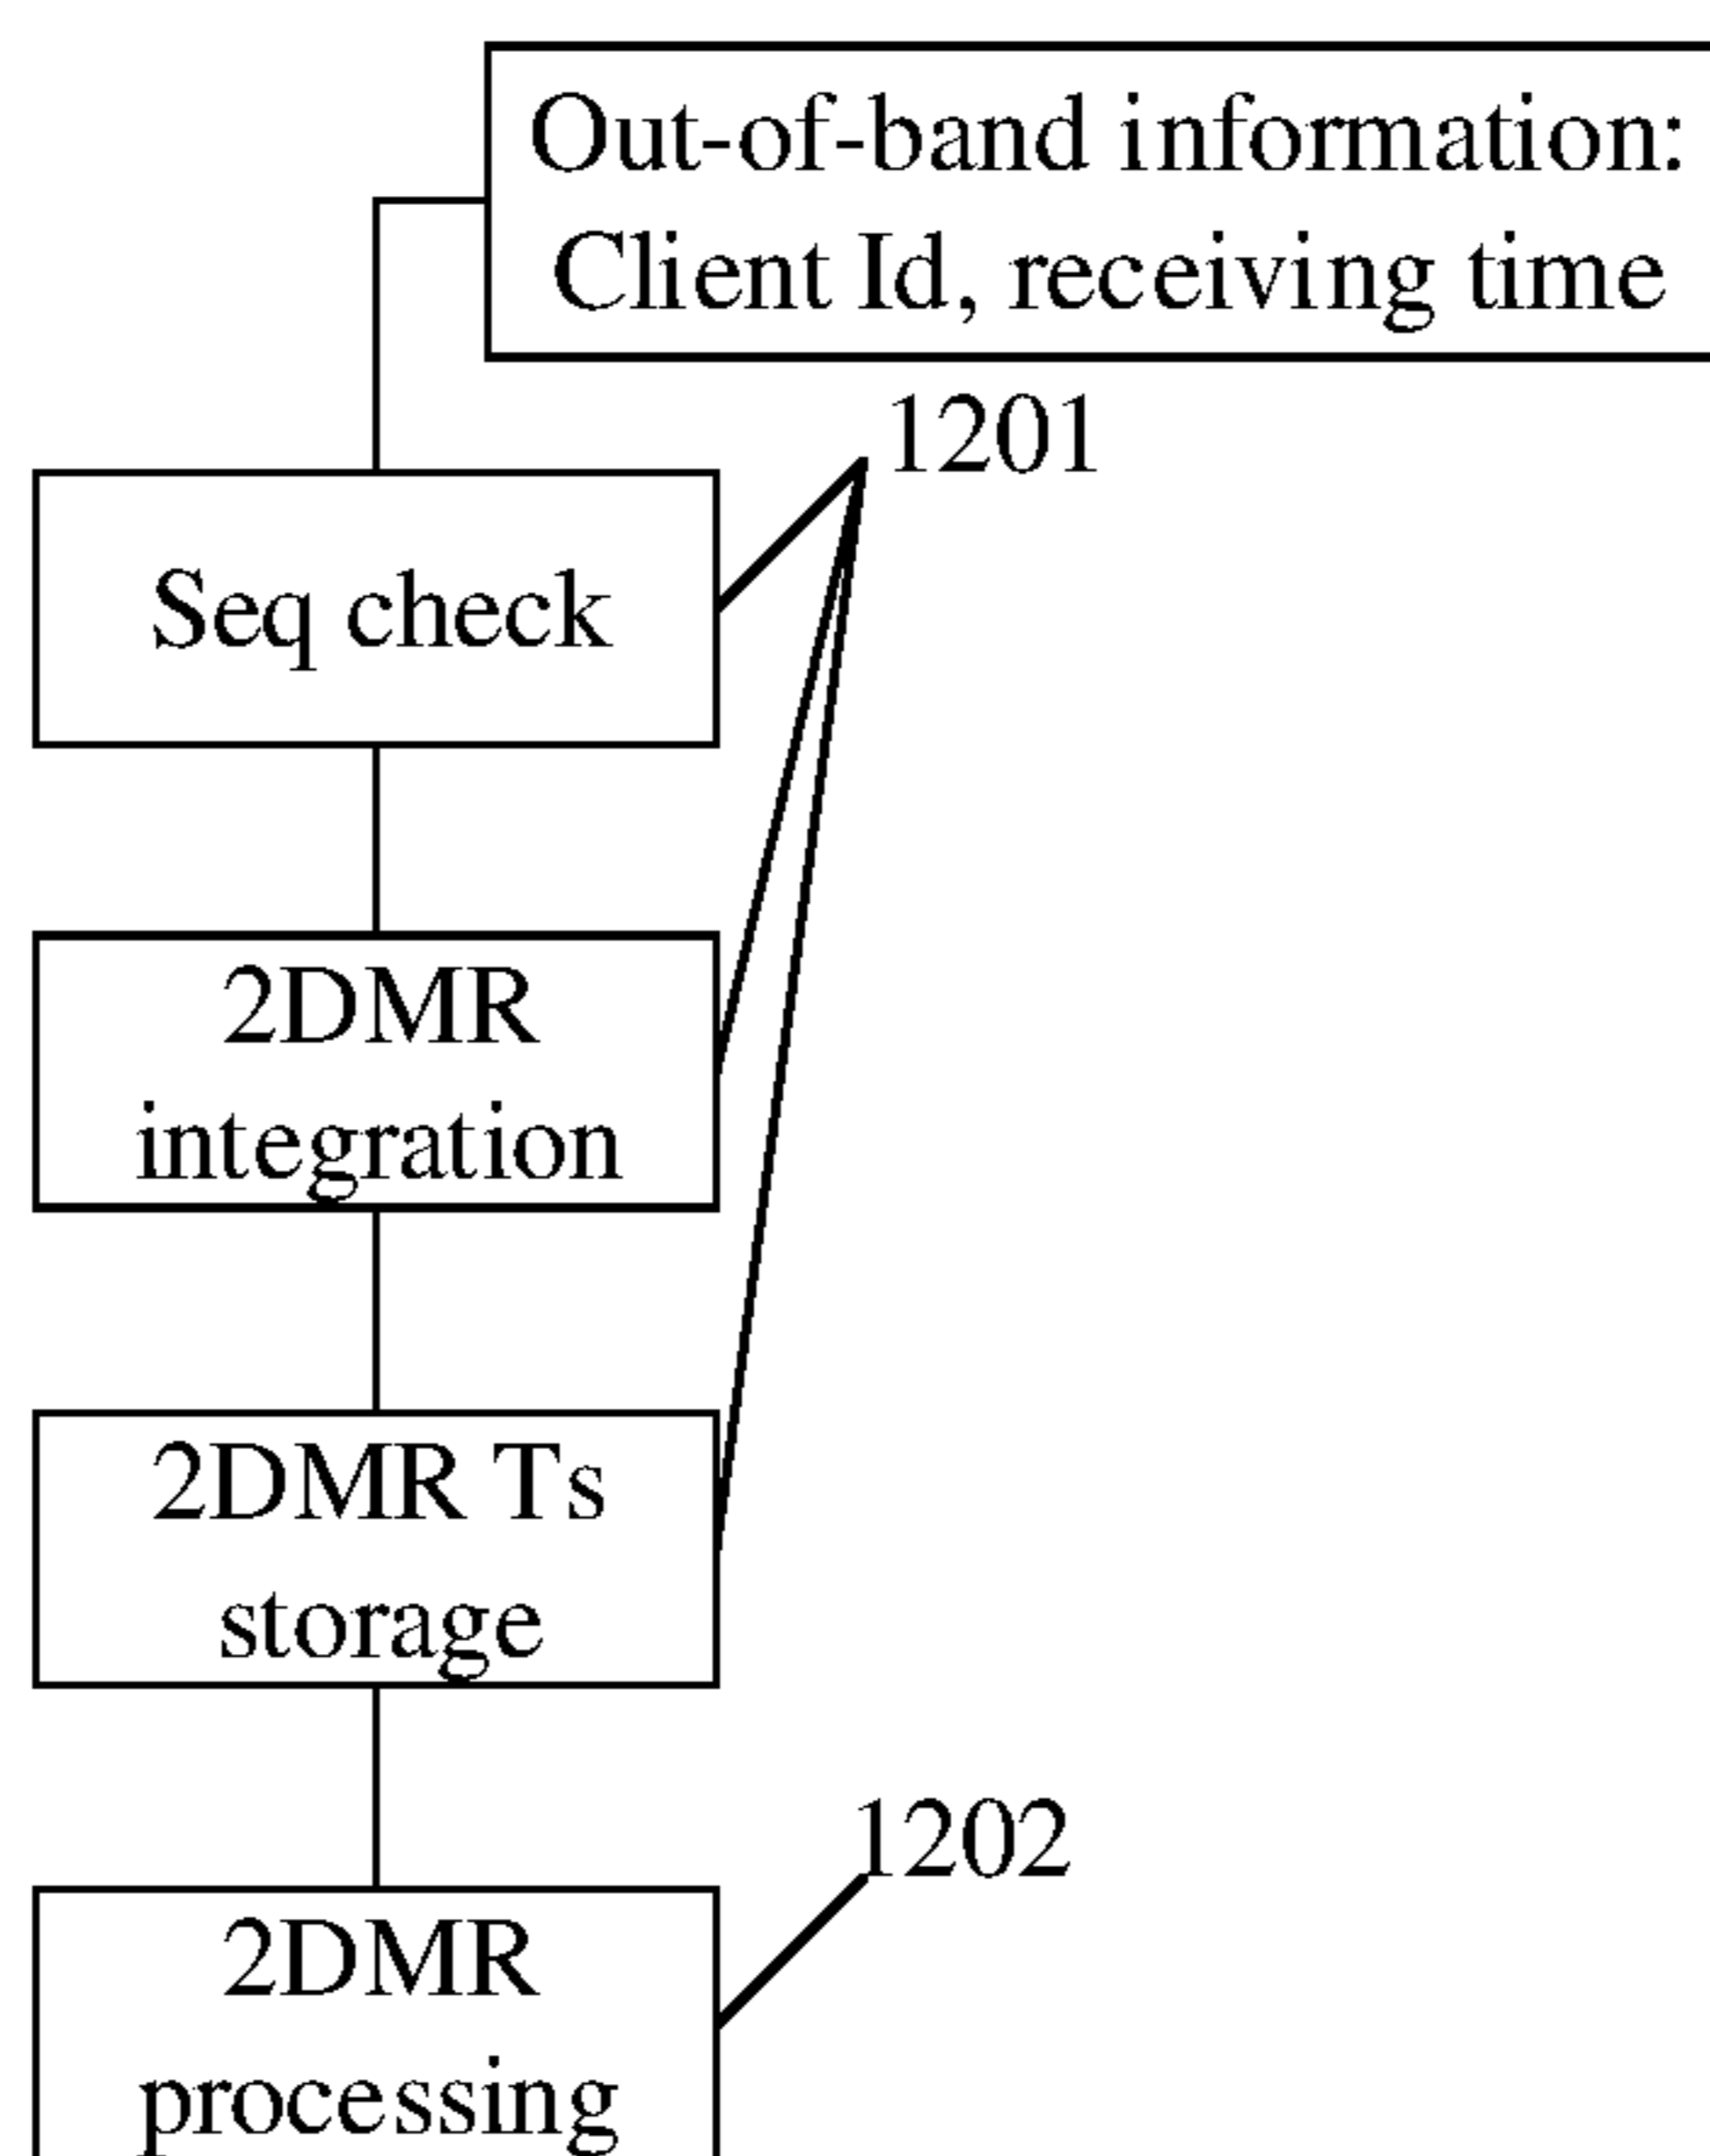 Out-of-band information:
Client Id, receiving time
1201
Seq check
2DMR
integration
2DMR Ts
storage
1202
2DMR
processing